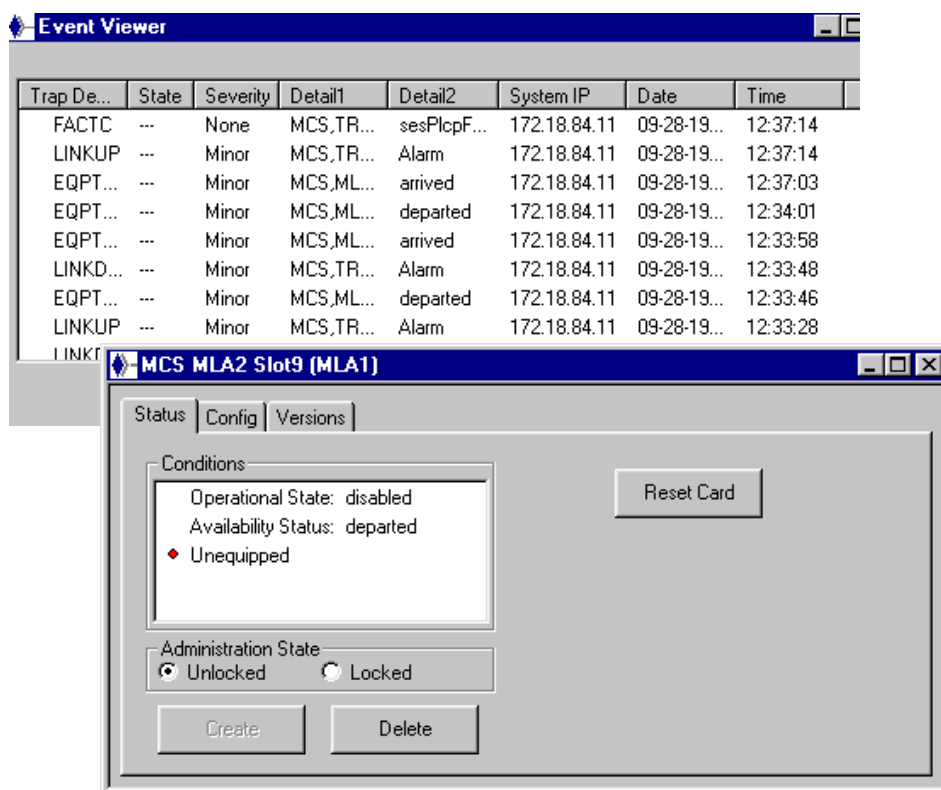 Event Viewer
Trap De... State Severity Detail1 Detail2 System IP Date Time
FACTC --- None MCS,TR... sesPlcpF... 172.18.84.11 09-28-19... 12:37:14
LINKUP --- Minor MCS,TR... Alarm 172.18.84.11 09-28-19... 12:37:14
EQPT... --- Minor MCS,ML... arrived 172.18.84.11 09-28-19... 12:37:03
EQPT... --- Minor MCS,ML... departed 172.18.84.11 09-28-19... 12:34:01
EQPT... --- Minor MCS,ML... arrived 172.18.84.11 09-28-19... 12:33:58
LINKD... --- Minor MCS,TR... Alarm 172.18.84.11 09-28-19... 12:33:48
EQPT... --- Minor MCS,ML... departed 172.18.84.11 09-28-19... 12:33:46
LINKUP --- Minor MCS,TR... Alarm 172.18.84.11 09-28-19... 12:33:28
MCS MLA2 Slot9 (MLA1)
Status Config Versions
Conditions
Operational State: disabled
Availability Status: departed
Unequipped
Reset Card
Administration State
Unlocked Locked
Create Delete